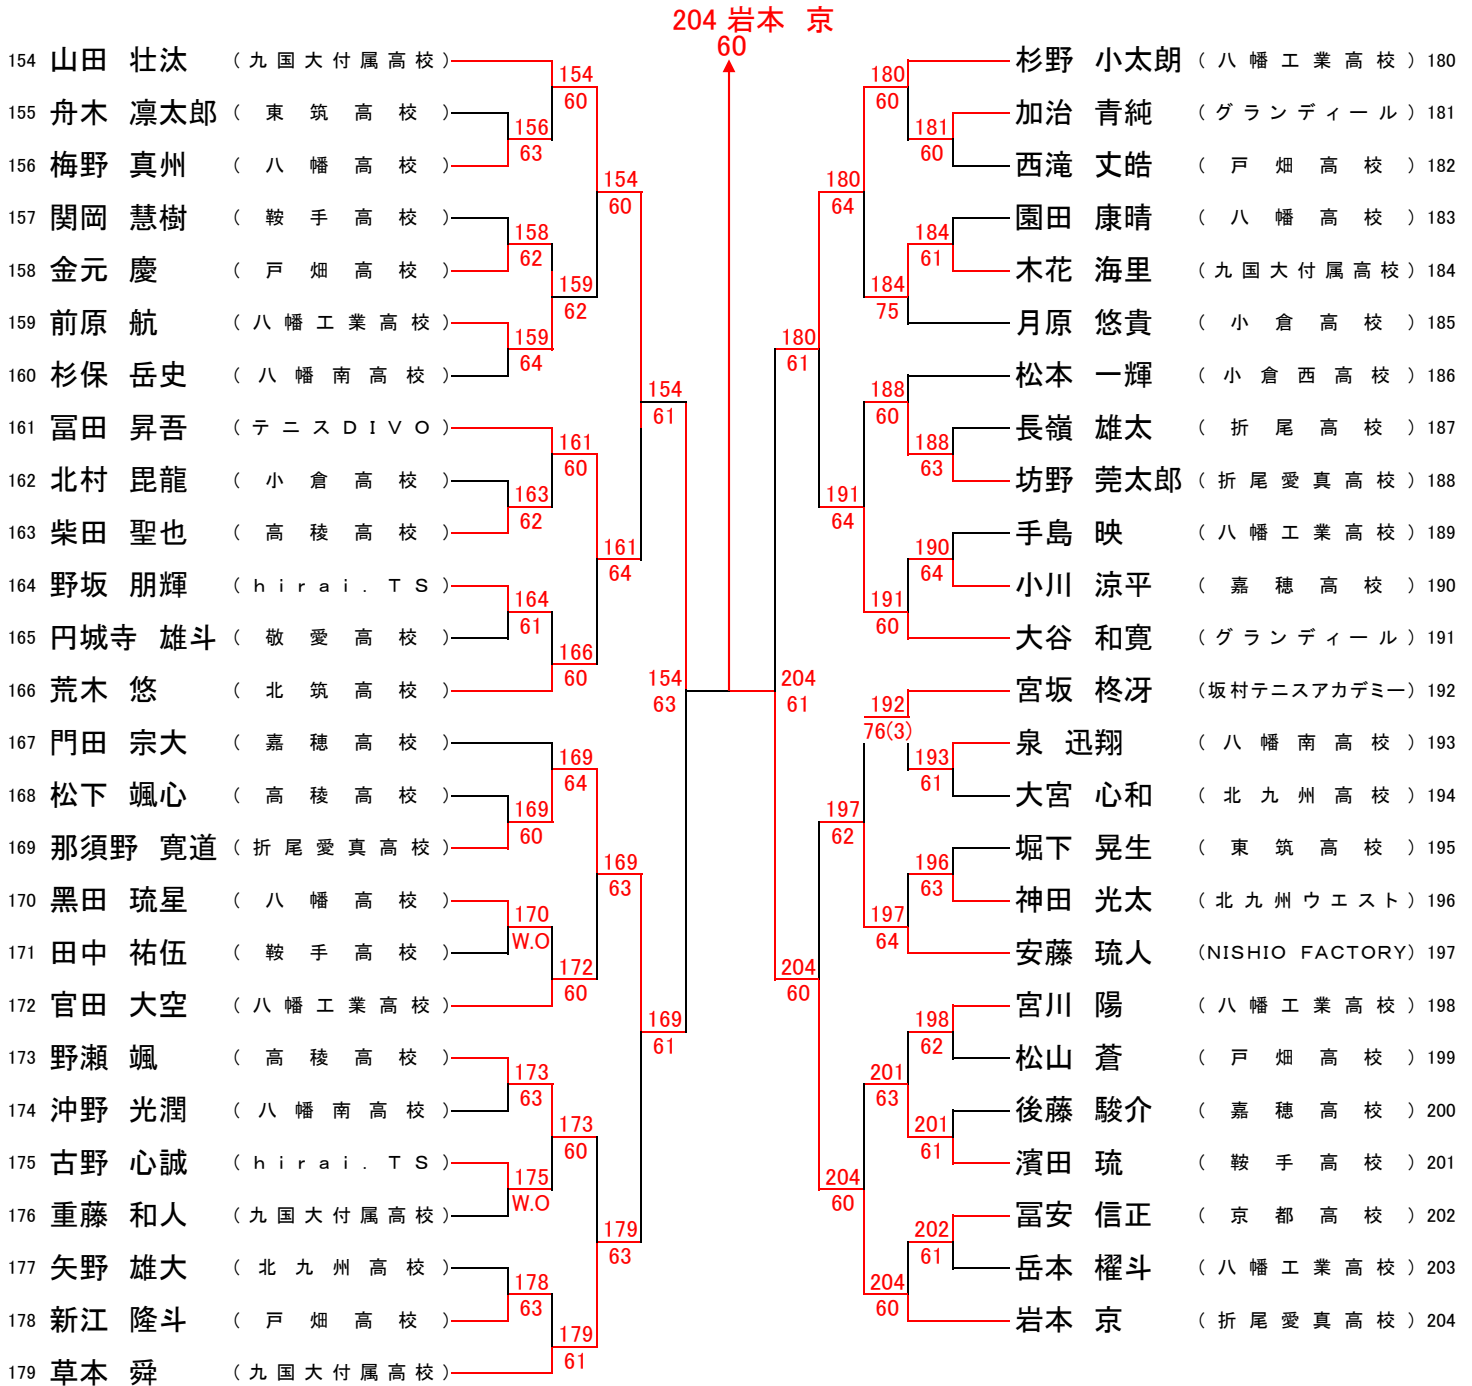 204 岩本 京
60
154 山田 壮汰 (九国大付属高校)
155 舟木 凛太郎 (東筑高校)
156 梅野 真州 (八幡高校)
157 関岡 慧樹 (鞍手高校)
158 金元 慶 (戸畑高校)
159 前原 航 (八幡工業高校)
160 杉保 岳史 (八幡南高校)
161 冨田 昇吾 (テニスDIVO)
162 北村 毘龍 (小倉高校)
163 柴田 聖也 (高稜高校)
164 野坂 朋輝 (hirai.TS)
165 円城寺 雄斗 (敬愛高校)
166 荒木 悠 (北筑高校)
167 門田 宗大 (嘉穂高校)
168 松下 颯心 (高稜高校)
169 那須野 寛道 (折尾愛真高校)
170 黒田 琉星 (八幡高校)
171 田中 祐伍 (鞍手高校)
172 官田 大空 (八幡工業高校)
173 野瀬 颯 (高稜高校)
174 沖野 光潤 (八幡南高校)
175 古野 心誠 (hirai.TS)
176 重藤 和人 (九国大付属高校)
177 矢野 雄大 (北九州高校)
178 新江 隆斗 (戸畑高校)
179 草本 舜 (九国大付属高校)
156
63
158
62
159
64
163
62
164
61
169
60
170
W.O
173
63
175
W.O
178
63
154
60
159
62
161
60
166
60
169
64
172
60
173
60
179
61
154
60
161
64
169
63
179
63
154
61
169
61
154
63
204
61
180
61
204
60
180
64
191
64
197
62
204
60
180
60
184
75
188
60
191
60
192
76(3)
197
64
201
63
204
60
181
60
184
61
188
63
190
64
193
61
196
63
198
62
201
61
202
61
杉野 小太朗 (八幡工業高校) 180
加治 青純 (グランディール) 181
西滝 丈皓 (戸畑高校) 182
園田 康晴 (八幡高校) 183
木花 海里 (九国大付属高校) 184
月原 悠貴 (小倉高校) 185
松本 一輝 (小倉西高校) 186
長嶺 雄太 (折尾高校) 187
坊野 莞太郎 (折尾愛真高校) 188
手島 映 (八幡工業高校) 189
小川 涼平 (嘉穂高校) 190
大谷 和寛 (グランディール) 191
宮坂 柊冴 (坂村テニスアカデミー) 192
泉 迅翔 (八幡南高校) 193
大宮 心和 (北九州高校) 194
堀下 晃生 (東筑高校) 195
神田 光太 (北九州ウエスト) 196
安藤 琉人 (NISHIO FACTORY) 197
宮川 陽 (八幡工業高校) 198
松山 蒼 (戸畑高校) 199
後藤 駿介 (嘉穂高校) 200
濱田 琉 (鞍手高校) 201
冨安 信正 (京都高校) 202
岳本 櫂斗 (八幡工業高校) 203
岩本 京 (折尾愛真高校) 204